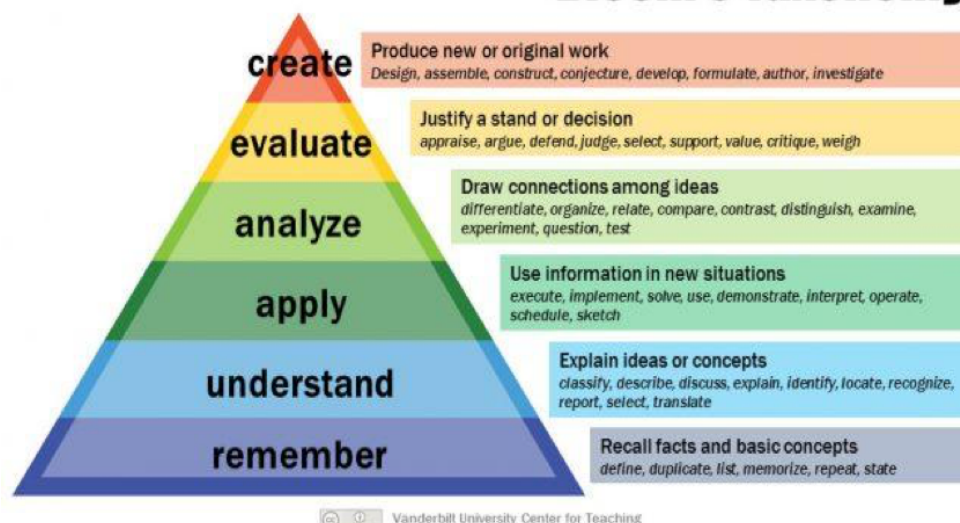 create
Produce new or original work
Design, assemble, construct, conjecture, develop, formulate, author, investigate
evaluate
Justify a stand or decision
appraise, argue, defend, judge, select, support, value, critique, weigh
analyze
Draw connections among ideas
differentiate, organize, relate, compare, contrast, distinguish, examine,
experiment, question, test
apply
Use information in new situations
execute, implement, solve, use, demonstrate, interpret, operate,
schedule, sketch
understand
Explain ideas or concepts
classify, describe, discuss, explain, identify, locate, recognize,
report, select, translate
remember
Recall facts and basic concepts
define, duplicate, list, memorize, repeat, state
Vanderbilt University Center for Teaching